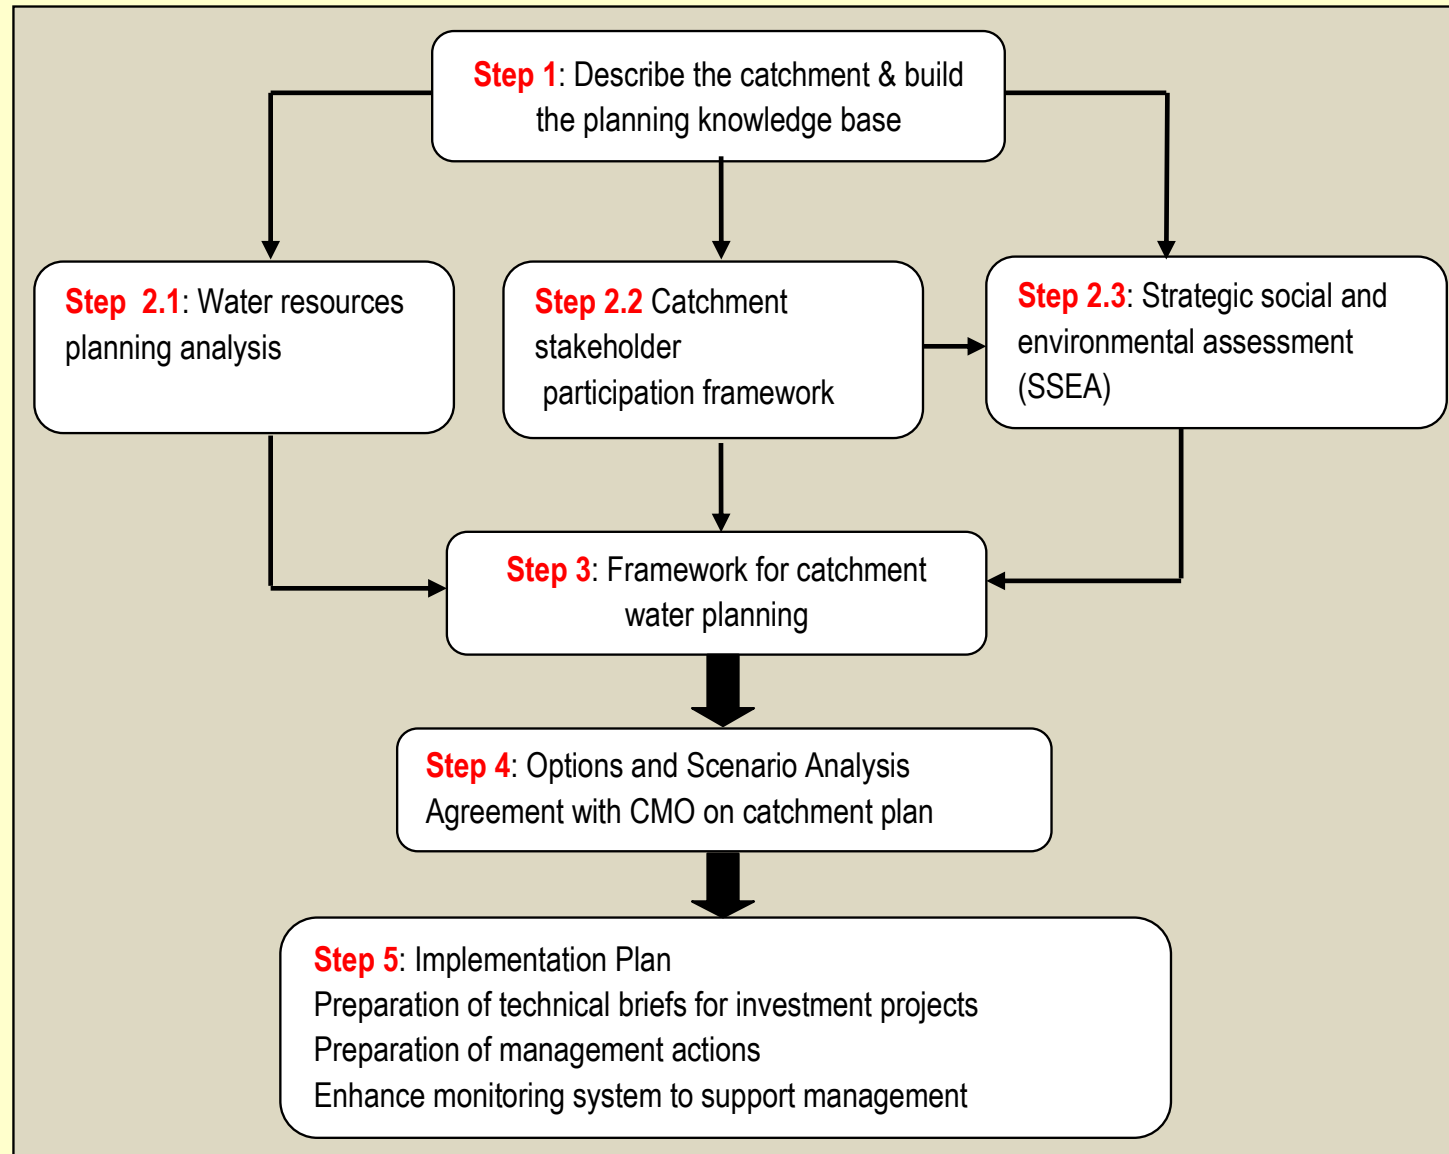 Step 1: Describe the catchment & build
the planning knowledge base
Step 2.1: Water resources
planning analysis
Step 2.2 Catchment
stakeholder
participation framework
Step 2.3: Strategic social and
environmental assessment
(SSEA)
Step 3: Framework for catchment
water planning
Step 4: Options and Scenario Analysis
Agreement with CMO on catchment plan
Step 5: Implementation Plan
Preparation of technical briefs for investment projects
Preparation of management actions
Enhance monitoring system to support management